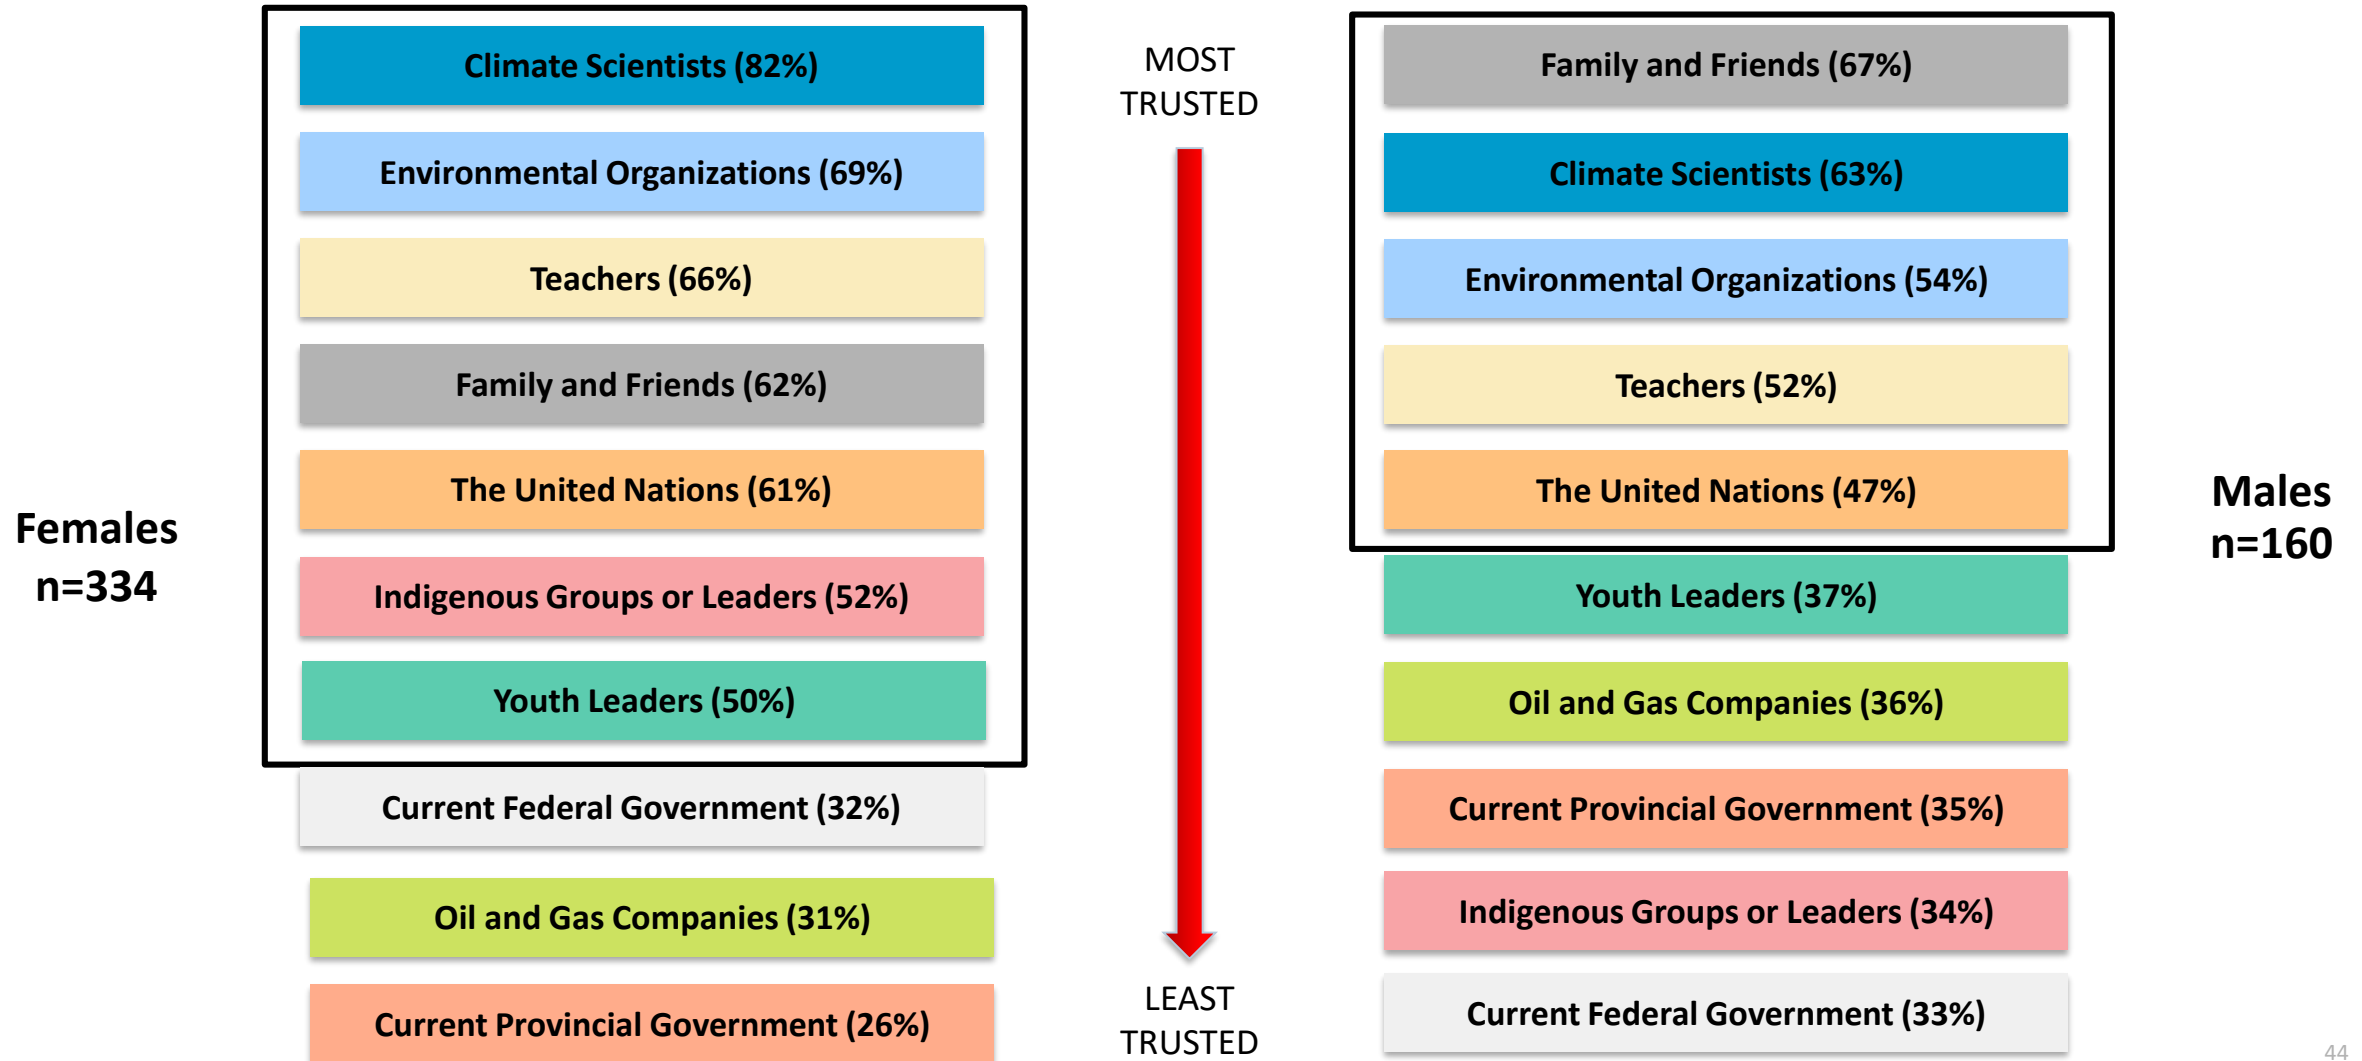 Females
n=334
Climate Scientists (82%)
Environmental Organizations (69%)
Teachers (66%)
Family and Friends (62%)
The United Nations (61%)
Indigenous Groups or Leaders (52%)
Youth Leaders (50%)
Current Federal Government (32%)
Oil and Gas Companies (31%)
Current Provincial Government (26%)
MOST
TRUSTED
LEAST
TRUSTED
Family and Friends (67%)
Climate Scientists (63%)
Environmental Organizations (54%)
Teachers (52%)
The United Nations (47%)
Youth Leaders (37%)
Oil and Gas Companies (36%)
Current Provincial Government (35%)
Indigenous Groups or Leaders (34%)
Current Federal Government (33%)
Males
n=160
44